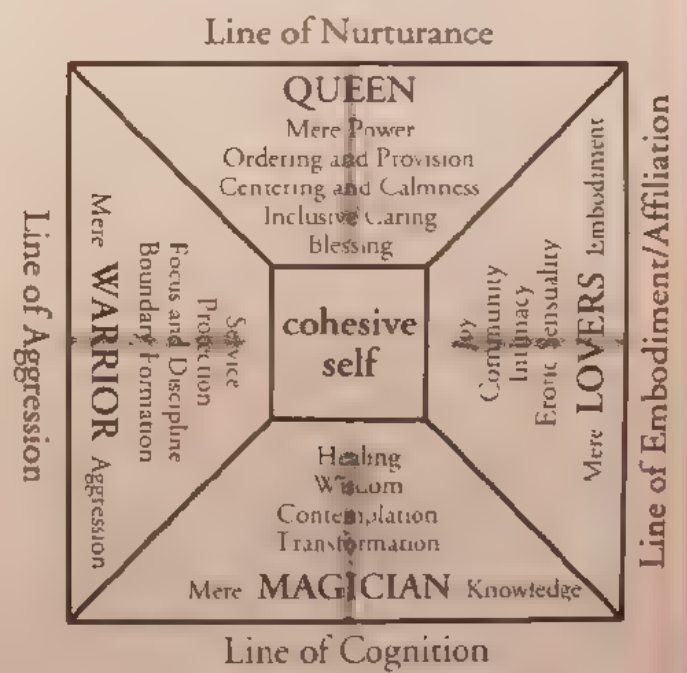 Line of Nurturance
QUEEN
Mere Power
Ordering and Provision
Centering and Calmness
Inclusive Caring
Blessing
Line of Aggression
Mere WARRIOR Aggression
Boundary Formation
Focus and Discipline
Protection
Service
cohesive
self
Joy
Community
Intimacy
Erotic Sensuality
Mere LOVERS Embodiment
Line of Embodiment/Affiliation
Healing
Wisdom
Contemplation
Transformation
Mere MAGICIAN Knowledge
Line of Cognition